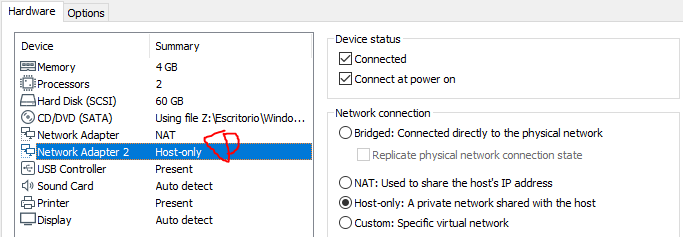 Hardware Options
Device Summary
Memory 4 GB
Processors 2
Hard Disk (SCSI) 60 GB
CD/DVD (SATA) Using file Z:\Escritorio\Windo...
Network Adapter NAT
Network Adapter 2 Host-only
USB Controller Present
Sound Card Auto detect
Printer Present
Display Auto detect
Device status
Connected
Connect at power on
Network connection
Bridged: Connected directly to the physical network
Replicate physical network connection state
NAT: Used to share the host's IP address
Host-only: A private network shared with the host
Custom: Specific virtual network